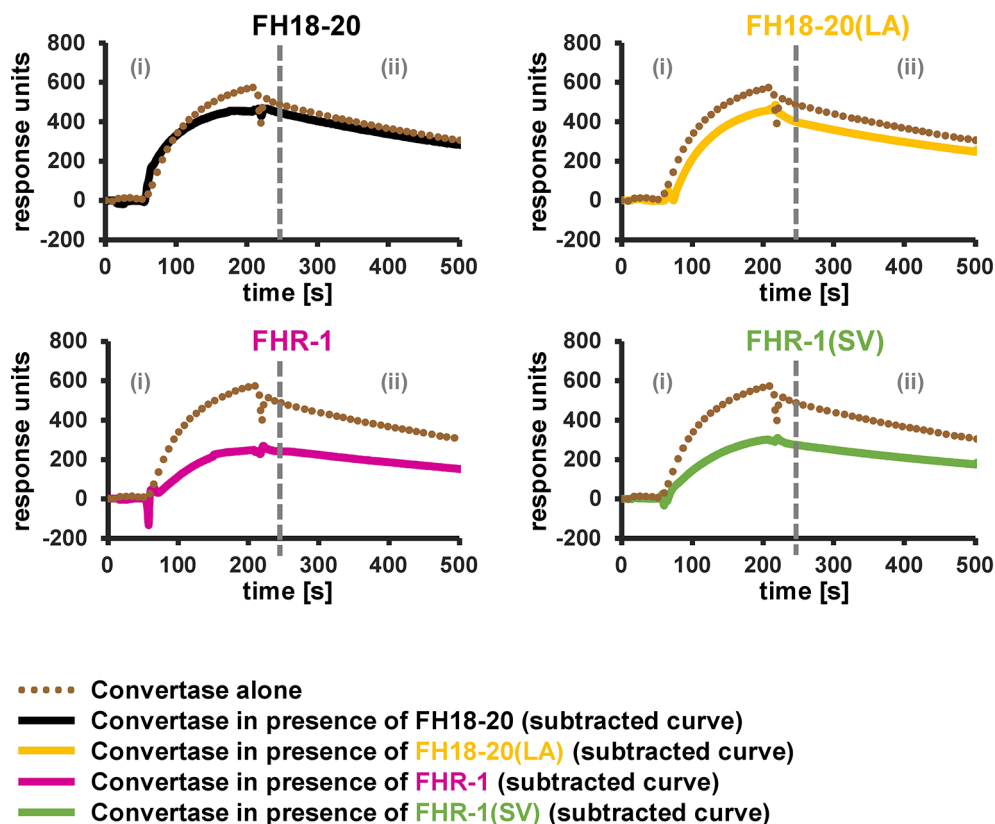 FH18-20
800
600
400
200
0
-200
response units
(i)
(ii)
0 100 200 300 400 500
time [s]
FH18-20(LA)
800
600
400
200
0
-200
response units
(i)
(ii)
0 100 200 300 400 500
time [s]
FHR-1
800
600
400
200
0
-200
response units
(i)
(ii)
0 100 200 300 400 500
time [s]
FHR-1(SV)
800
600
400
200
0
-200
response units
(i)
(ii)
0 100 200 300 400 500
time [s]
Convertase alone
Convertase in presence of FH18-20 (subtracted curve)
Convertase in presence of FH18-20(LA) (subtracted curve)
Convertase in presence of FHR-1 (subtracted curve)
Convertase in presence of FHR-1(SV) (subtracted curve)